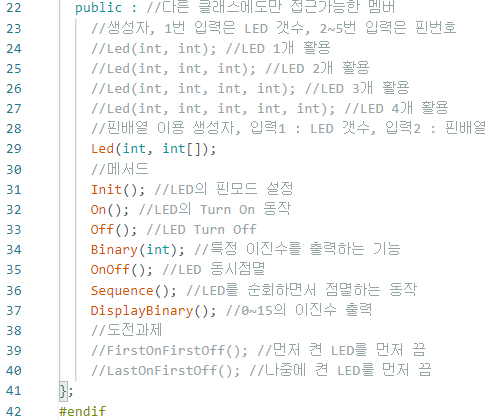 22 public : //다른 클래스에도만 접근가능한 멤버
23 //생성자, 1번 입력은 LED 갯수, 2~5번 입력은 핀번호
24 //Led(int, int); //LED 1개 활용
25 //Led(int, int, int); //LED 2개 활용
26 //Led(int, int, int, int); //LED 3개 활용
27 //Led(int, int, int, int, int); //LED 4개 활용
28 //핀배열 이용 생성자, 입력1 : LED 갯수, 입력2 : 핀배열
29 Led(int, int[]);
30 //메서드
31 Init(); //LED의 핀모드 설정
32 On(); //LED의 Turn On 동작
33 Off(); //LED Turn Off
34 Binary(int); //특정 이진수를 출력하는 기능
35 OnOff(); //LED 동시점멸
36 Sequence(); //LED를 순회하면서 점멸하는 동작
37 DisplayBinary(); //0~15의 이진수 출력
38 //도전과제
39 //FirstOnFirstOff(); //먼저 켠 LED를 먼저 끔
40 //LastOnFirstOff(); //나중에 켠 LED를 먼저 끔
41 };
42 #endif